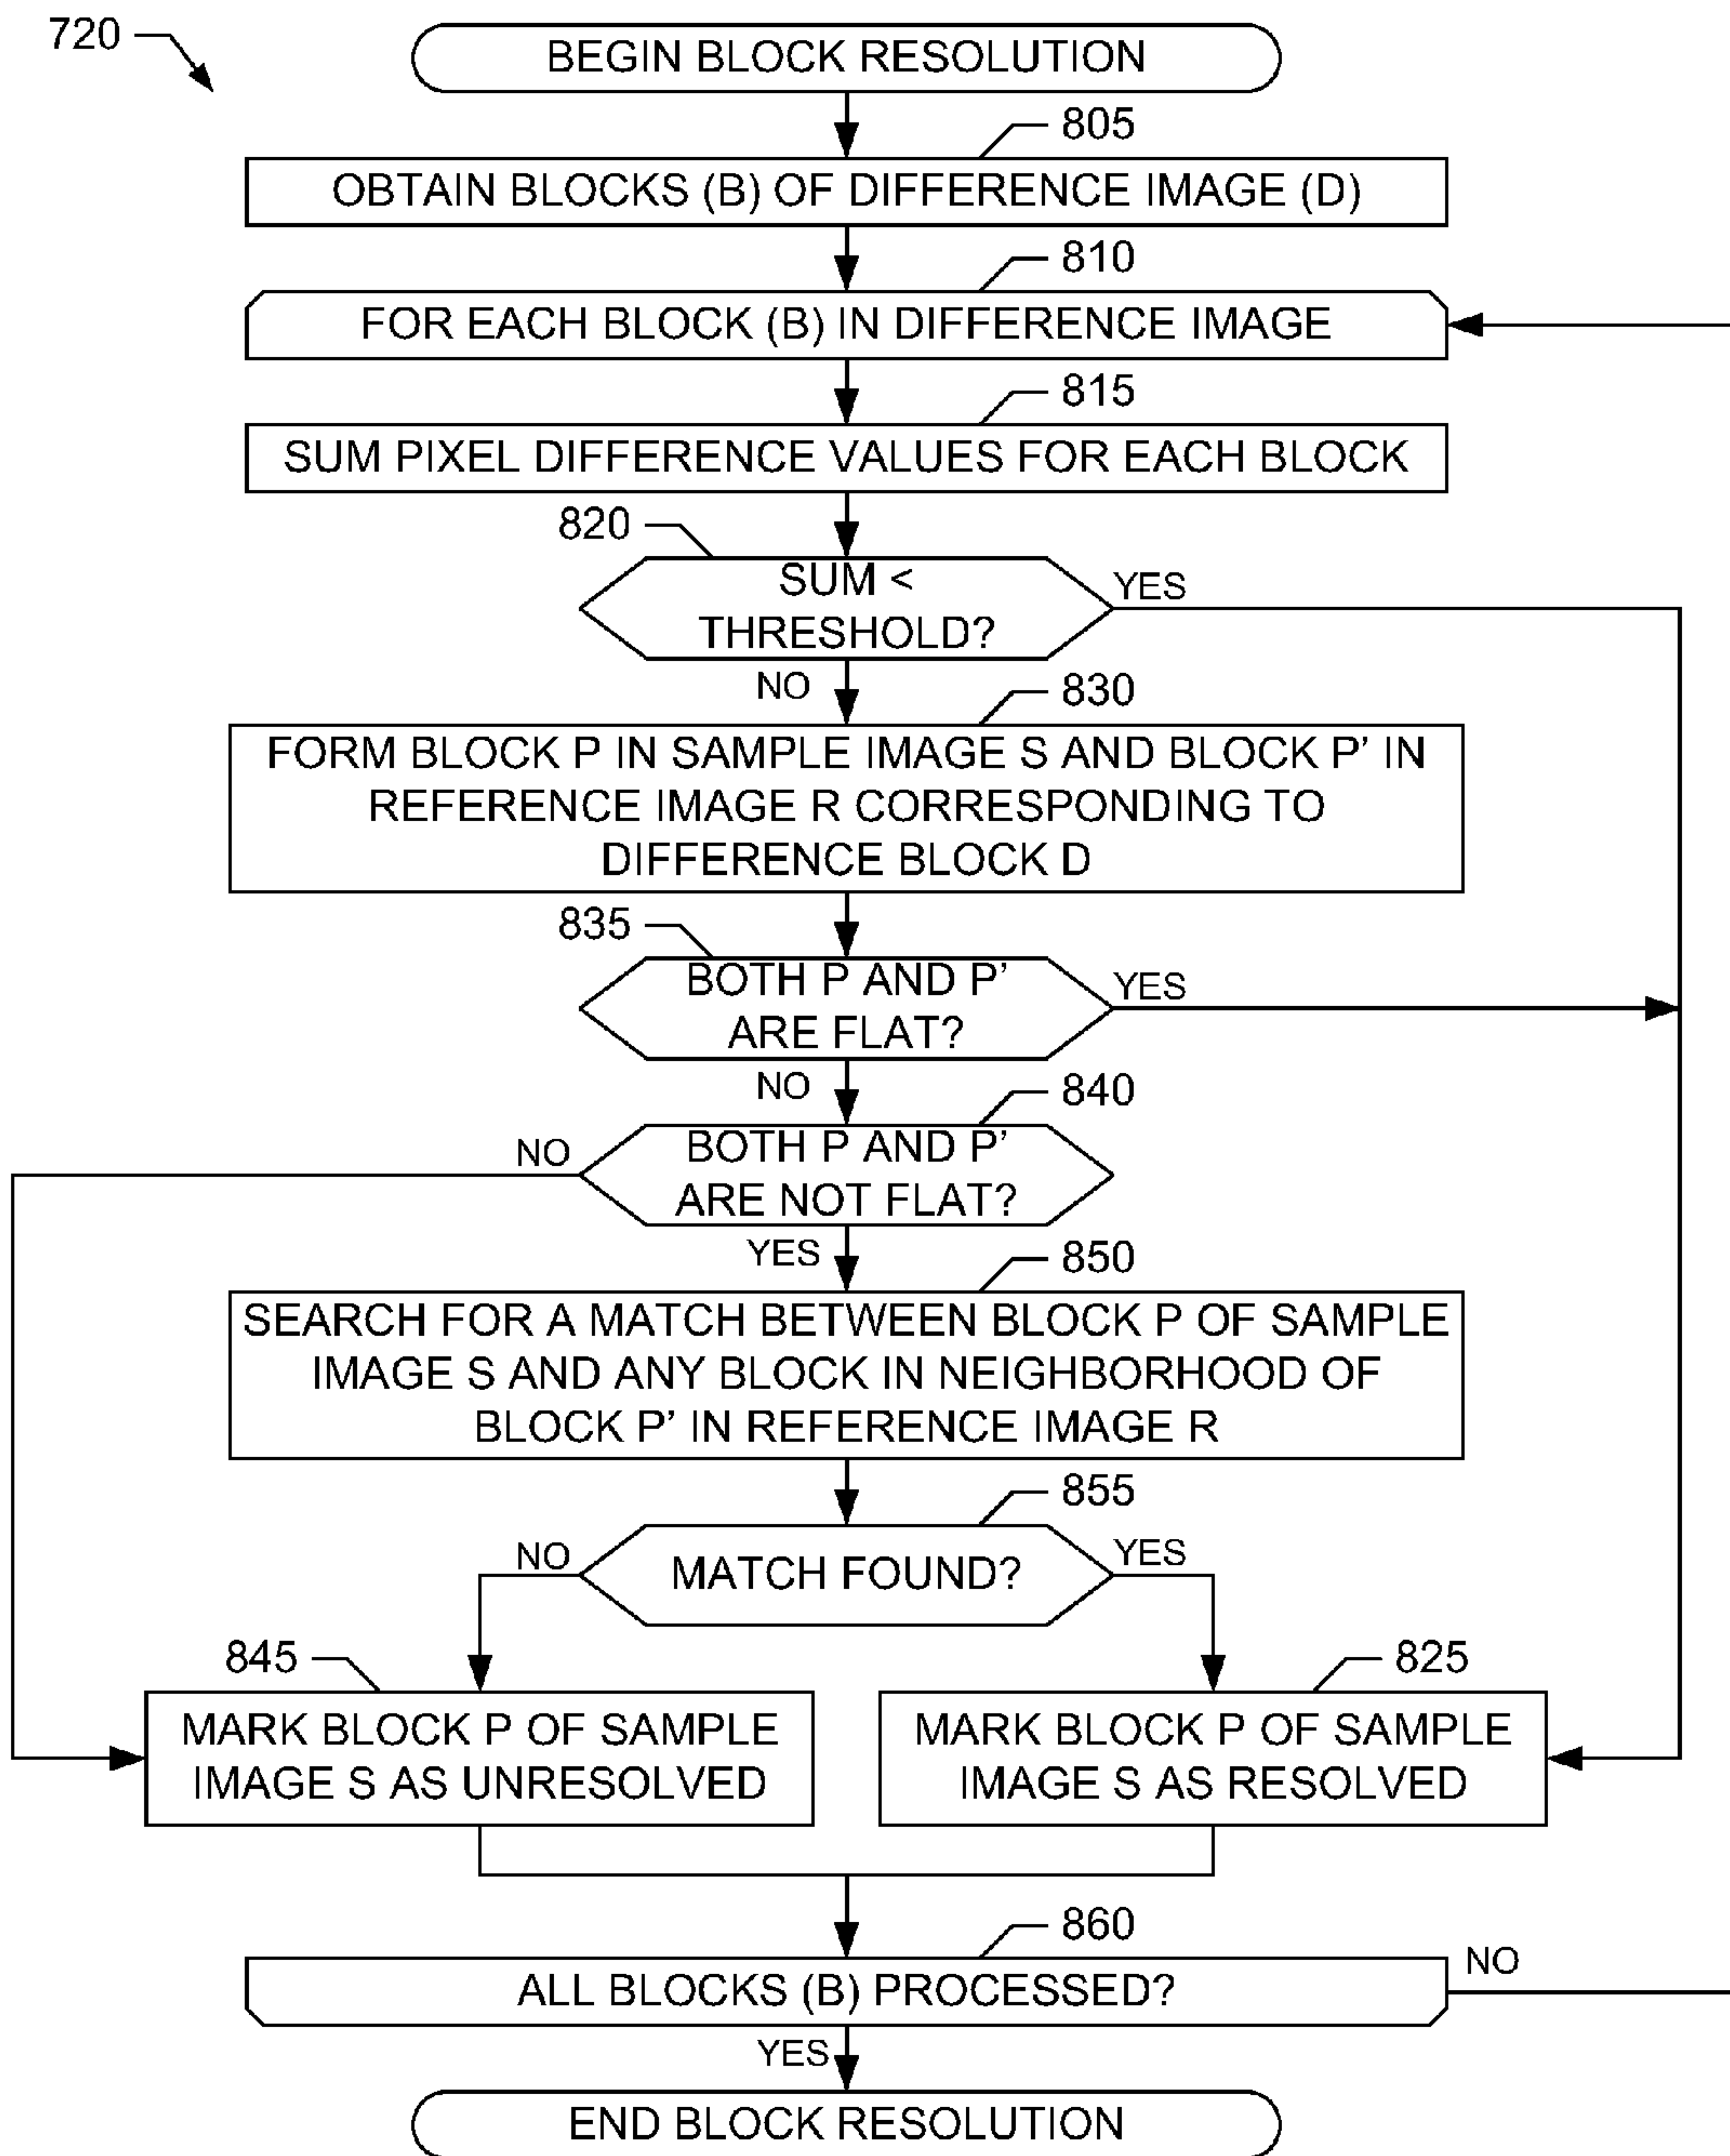 720
BEGIN BLOCK RESOLUTION
805
OBTAIN BLOCKS (B) OF DIFFERENCE IMAGE (D)
810
FOR EACH BLOCK (B) IN DIFFERENCE IMAGE
815
SUM PIXEL DIFFERENCE VALUES FOR EACH BLOCK
820
SUM <
THRESHOLD?
YES
NO
830
FORM BLOCK P IN SAMPLE IMAGE S AND BLOCK P' IN
REFERENCE IMAGE R CORRESPONDING TO
DIFFERENCE BLOCK D
835
BOTH P AND P'
ARE FLAT?
YES
NO
840
BOTH P AND P'
ARE NOT FLAT?
NO
YES
850
SEARCH FOR A MATCH BETWEEN BLOCK P OF SAMPLE
IMAGE S AND ANY BLOCK IN NEIGHBORHOOD OF
BLOCK P' IN REFERENCE IMAGE R
855
MATCH FOUND?
NO
YES
845
MARK BLOCK P OF SAMPLE
IMAGE S AS UNRESOLVED
825
MARK BLOCK P OF SAMPLE
IMAGE S AS RESOLVED
860
ALL BLOCKS (B) PROCESSED?
NO
YES
END BLOCK RESOLUTION